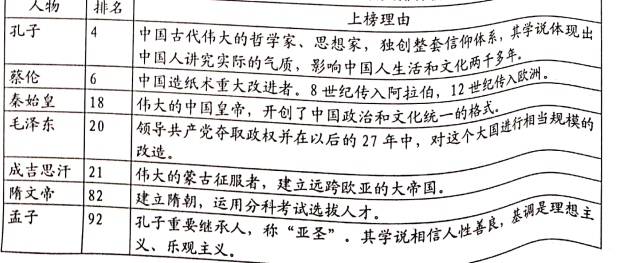 人物 排名 上榜理由
孔子 4 中国古代伟大的哲学家、思想家，独创整套信仰体系，其学说体现出
中国人讲究实际的气质，影响中国人生活和文化两千多年。
蔡伦 6 中国造纸术重大改进者。8世纪传入阿拉伯，12世纪传入欧洲。
秦始皇 18 伟大的中国皇帝，开创了中国政治和文化统一的格式。
毛泽东 20 领导共产党夺取政权并在以后的27年中，对这个大国进行相当规模的
改造。
成吉思汗 21 伟大的蒙古征服者，建立远跨欧亚的大帝国。
隋文帝 82 建立隋朝，运用分科考试选拔人才。
孟子 92 孔子重要继承人，称“亚圣”。其学说相信人性善良，基调是理想主
义、乐观主义。